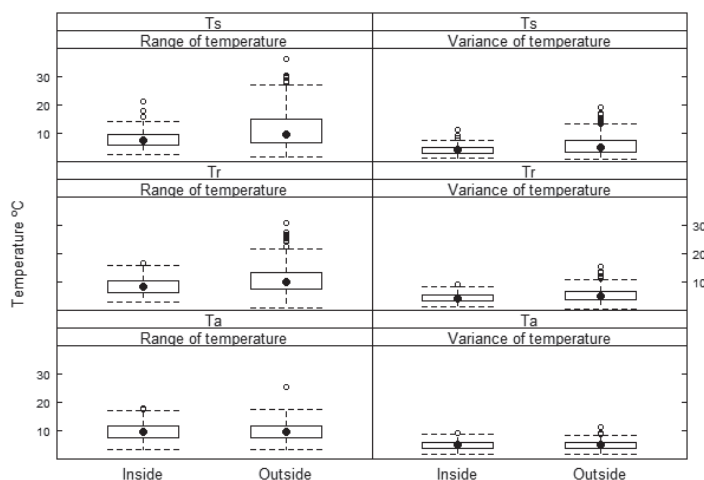 Ts Ts
Range of temperature Variance of temperature
30
20
10
Tr Tr
Range of temperature Variance of temperature
30
20
10
Ta Ta
Range of temperature Variance of temperature
30
20
10
Temperature ºC
Inside Outside Inside Outside